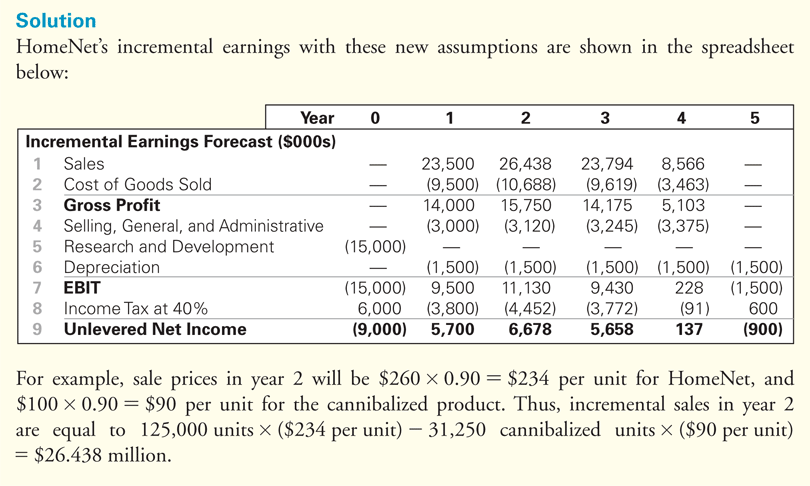 Solution
HomeNet's incremental earnings with these new assumptions are shown in the spreadsheet
below:
Year 0 1 2 3 4 5
Incremental Earnings Forecast ($000s)
1 Sales — 23,500 26,438 23,794 8,566 —
2 Cost of Goods Sold — (9,500) (10,688) (9,619) (3,463) —
3 Gross Profit — 14,000 15,750 14,175 5,103 —
4 Selling, General, and Administrative — (3,000) (3,120) (3,245) (3,375) —
5 Research and Development (15,000) — — — — —
6 Depreciation — (1,500) (1,500) (1,500) (1,500) (1,500)
7 EBIT (15,000) 9,500 11,130 9,430 228 (1,500)
8 Income Tax at 40% 6,000 (3,800) (4,452) (3,772) (91) 600
9 Unlevered Net Income (9,000) 5,700 6,678 5,658 137 (900)
For example, sale prices in year 2 will be $260 × 0.90 = $234 per unit for HomeNet, and
$100 × 0.90 = $90 per unit for the cannibalized product. Thus, incremental sales in year 2
are equal to 125,000 units × ($234 per unit) − 31,250 cannibalized units × ($90 per unit)
= $26.438 million.